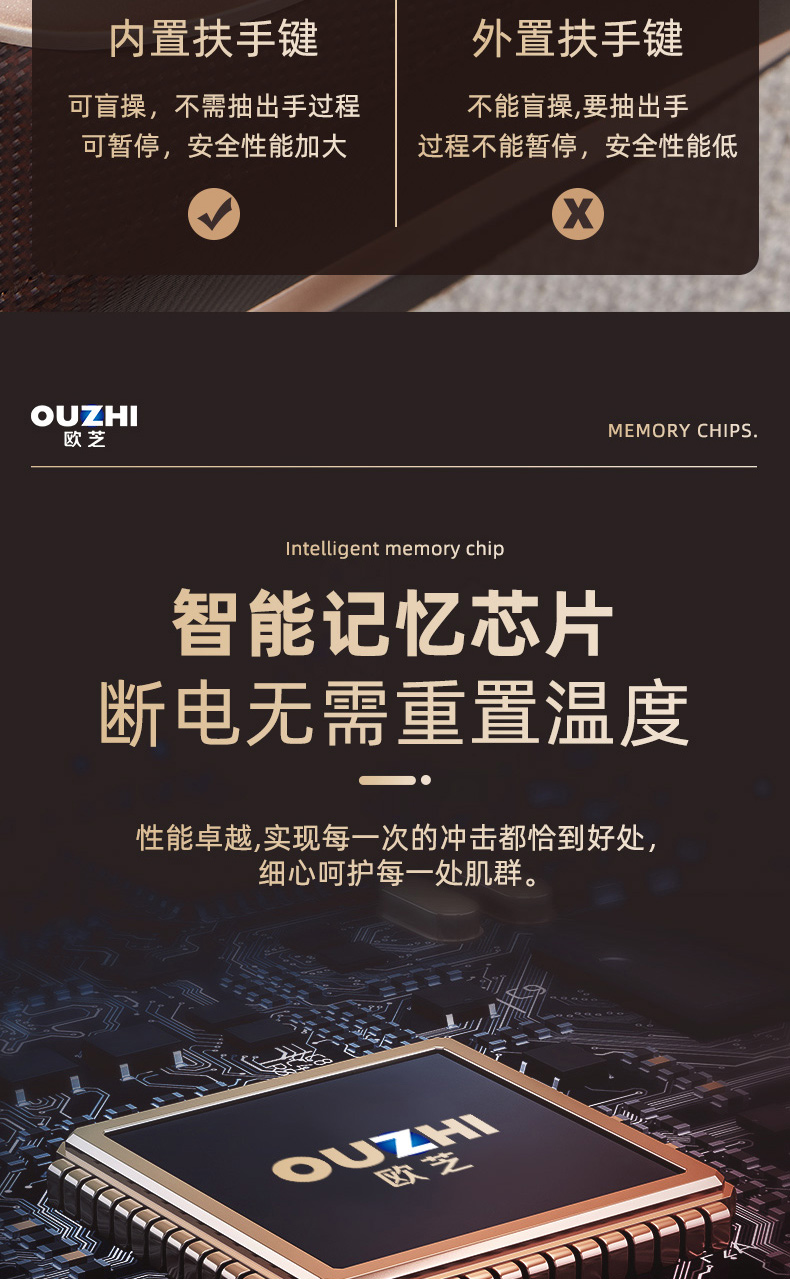 内置扶手键
可盲操，不需抽出手过程
可暂停，安全性能加大
外置扶手键
不能盲操,要抽出手
过程不能暂停，安全性能低
OUZHI
欧芝
MEMORY CHIPS.
Intelligent memory chip
智能记忆芯片
断电无需重置温度
性能卓越,实现每一次的冲击都恰到好处，
细心呵护每一处肌群。
OUZHI
欧芝